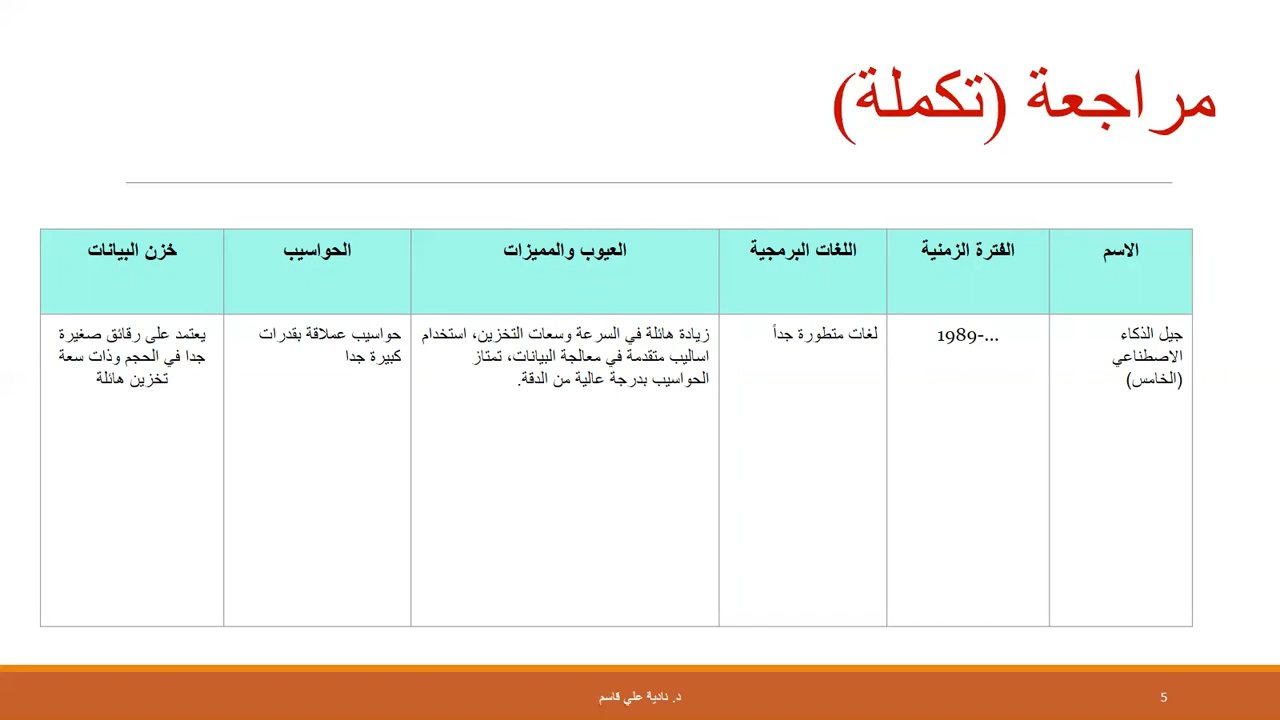 مراجعة (تكملة)
الاسم
الفترة الزمنية
اللغات البرمجية
العيوب والمميزات
الحواسيب
خزن البيانات
جيل الذكاء
الاصطناعي
(الخامس)
1989-...
لغات متطورة جداً
زيادة هائلة في السرعة وسعات التخزين، استخدام
اساليب متقدمة في معالجة البيانات، تمتاز
الحواسيب بدرجة عالية من الدقة.
حواسيب عملاقة بقدرات
كبيرة جدا
يعتمد على رقائق صغيرة
جدا في الحجم وذات سعة
تخزين هائلة
د. نادية علي قاسم
5